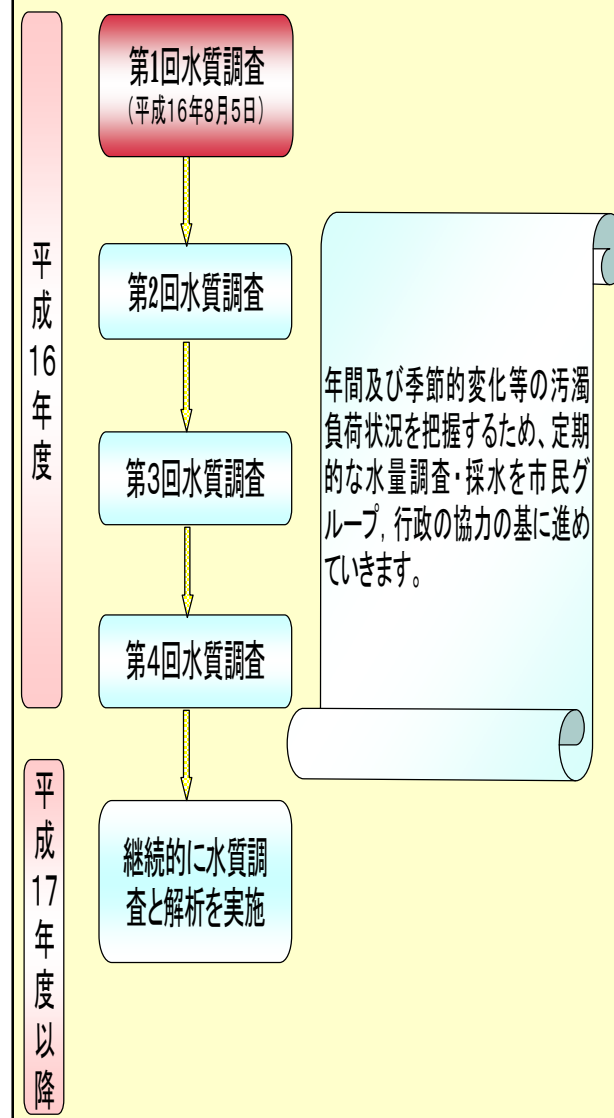 平成16年度
第1回水質調査
(平成16年8月5日)
第2回水質調査
第3回水質調査
第4回水質調査
年間及び季節的変化等の汚濁
負荷状況を把握するため、定期
的な水量調査・採水を市民グ
ループ,行政の協力の基に進め
ていきます。
平成17年度以降
継続的に水質調
査と解析を実施